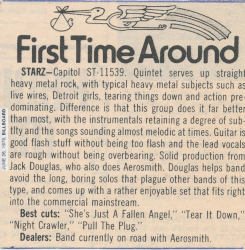 First Time Around
STARZ—Capitol ST-11539. Quintet serves up straight
heavy metal rock, with typical heavy metal subjects such as
live wires, Detroit girls, tearing things down and action pre-
dominating. Difference is that this group does it far better
than most, with the instrumentals retaining a degree of sub-
tlty and the songs sounding almost melodic at times. Guitar is
good flash stuff without being too flash and the lead vocals
are rough without being overbearing. Solid production from
Jack Douglas, who also does Aerosmith. Douglas helps band
avoid the long, boring solos that plague other bands of this
type, and comes up with a rather enjoyable set that fits right
into the commercial mainstream.
Best cuts: "She's Just A Fallen Angel," "Tear It Down,"
"Night Crawler," "Pull The Plug."
Dealers: Band currently on road with Aerosmith.
1976 BILLBOARD